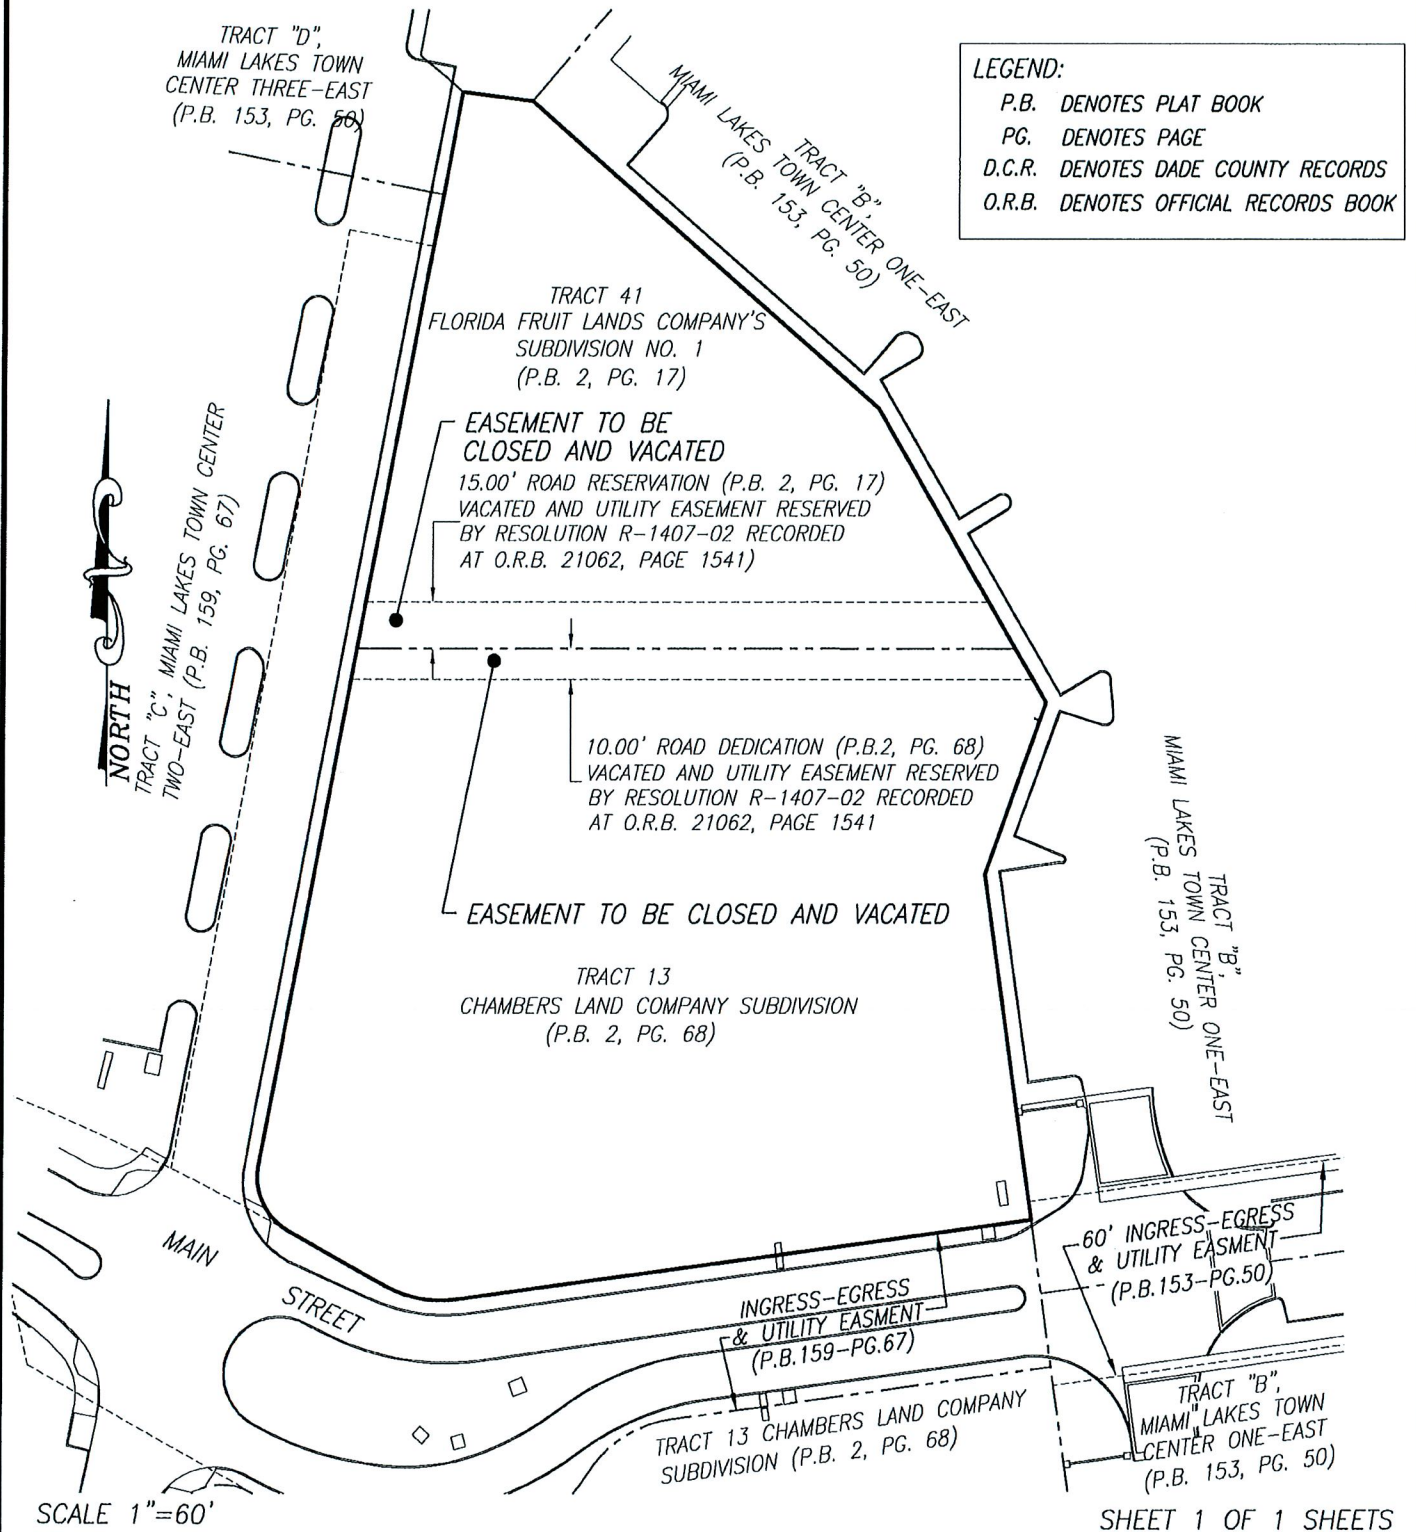 TRACT "D",
MIAMI LAKES TOWN
CENTER THREE-EAST
(P.B. 153, PG. 50)
LEGEND:
P.B. DENOTES PLAT BOOK
PG. DENOTES PAGE
D.C.R. DENOTES DADE COUNTY RECORDS
O.R.B. DENOTES OFFICIAL RECORDS BOOK
TRACT "B",
MIAMI LAKES TOWN CENTER ONE-EAST
(P.B. 153, PG. 50)
TRACT 41
FLORIDA FRUIT LANDS COMPANY'S
SUBDIVISION NO. 1
(P.B. 2, PG. 17)
EASEMENT TO BE
CLOSED AND VACATED
15.00' ROAD RESERVATION (P.B. 2, PG. 17)
VACATED AND UTILITY EASEMENT RESERVED
BY RESOLUTION R-1407-02 RECORDED
AT O.R.B. 21062, PAGE 1541)
NORTH
TRACT "C", MIAMI LAKES TOWN CENTER
TWO-EAST (P.B. 159, PG. 67)
10.00' ROAD DEDICATION (P.B.2, PG. 68)
VACATED AND UTILITY EASEMENT RESERVED
BY RESOLUTION R-1407-02 RECORDED
AT O.R.B. 21062, PAGE 1541
EASEMENT TO BE CLOSED AND VACATED
TRACT 13
CHAMBERS LAND COMPANY SUBDIVISION
(P.B. 2, PG. 68)
TRACT "B",
MIAMI LAKES TOWN CENTER ONE-EAST
(P.B. 153, PG. 50)
MAIN
STREET
60' INGRESS-EGRESS
& UTILITY EASMENT
(P.B.153-PG.50)
INGRESS-EGRESS
& UTILITY EASMENT
(P.B.159-PG.67)
TRACT 13 CHAMBERS LAND COMPANY
SUBDIVISION (P.B. 2, PG. 68)
TRACT "B",
MIAMI LAKES TOWN
CENTER ONE-EAST
(P.B. 153, PG. 50)
SCALE 1"=60'
SHEET 1 OF 1 SHEETS